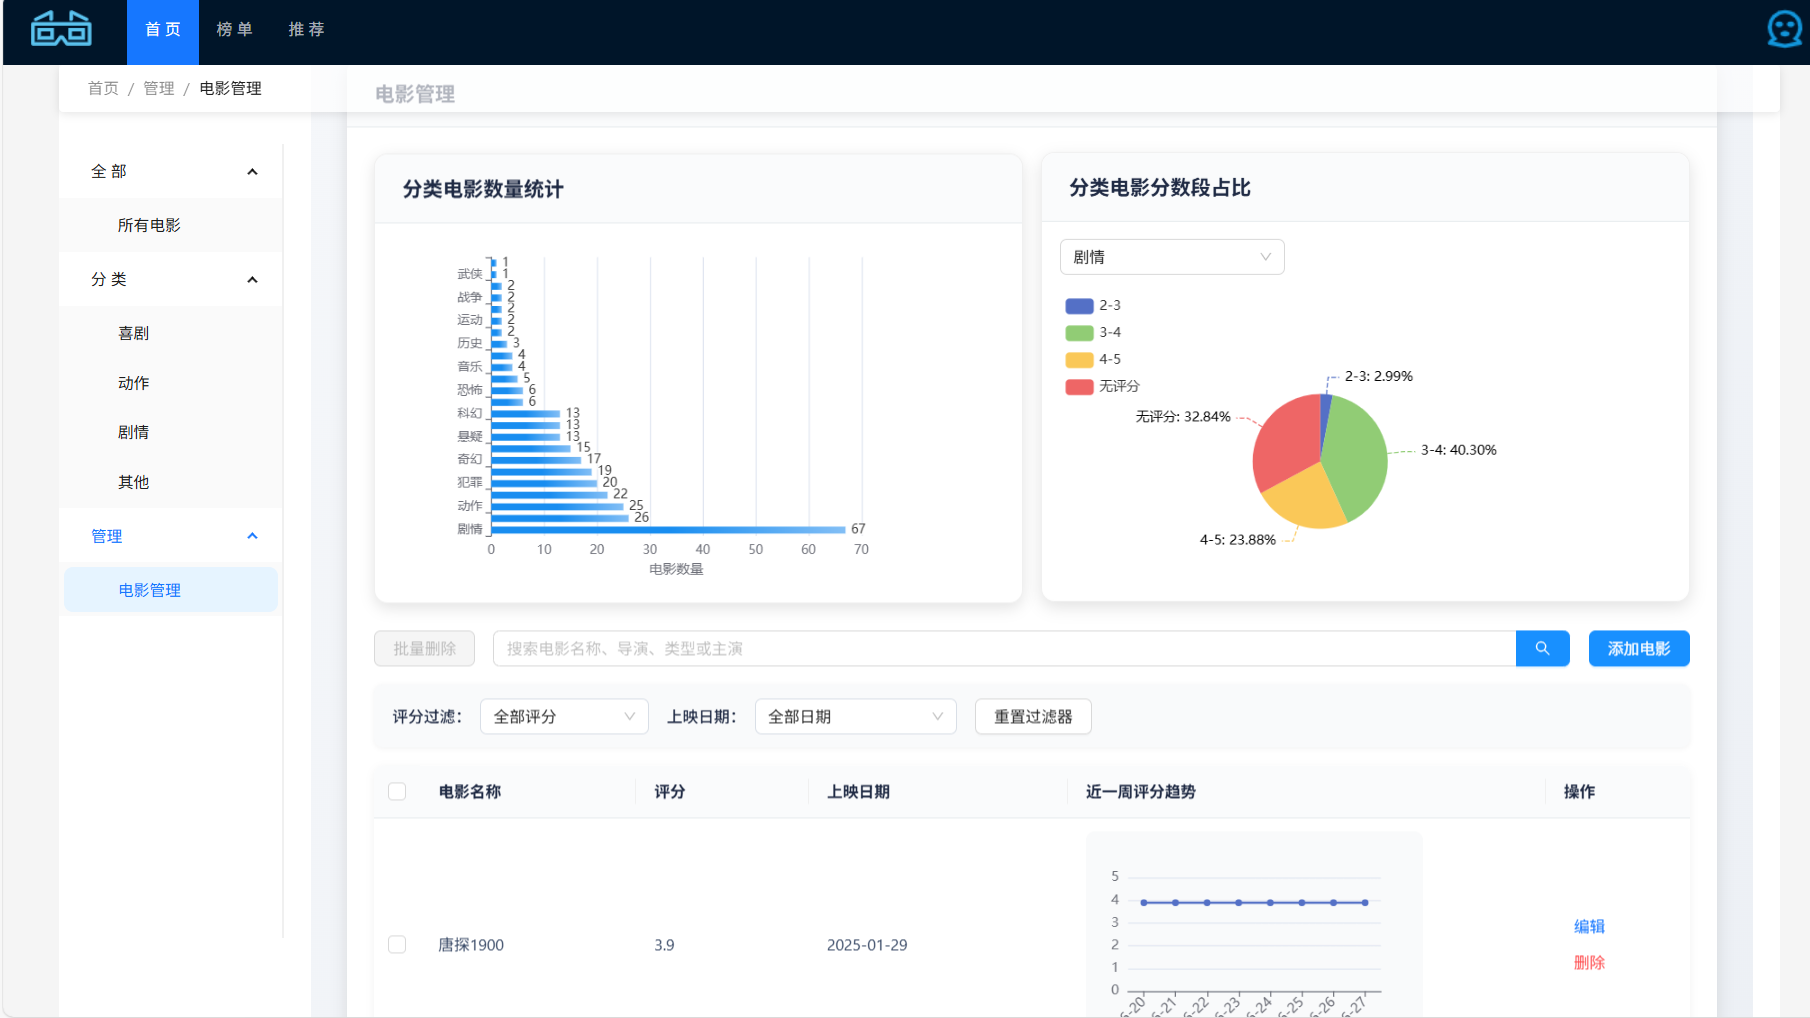 首 页 榜 单 推 荐
首页 / 管理 / 电影管理
电影管理
全 部
所有电影
分 类
喜剧
动作
剧情
其他
管理
电影管理
分类电影数量统计
1
武侠 1
2
战争 2
2
运动 2
2
历史 3
4
音乐 4
5
恐怖 6
6
科幻 13
13
悬疑 13
15
奇幻 17
19
犯罪 20
22
动作 25
26
剧情 67
0 10 20 30 40 50 60 70
电影数量
分类电影分数段占比
剧情
2-3
3-4
4-5
无评分
2-3: 2.99%
无评分: 32.84%
3-4: 40.30%
4-5: 23.88%
批量删除 搜索电影名称、导演、类型或主演 添加电影
评分过滤： 全部评分 上映日期： 全部日期 重置过滤器
电影名称 评分 上映日期 近一周评分趋势 操作
唐探1900 3.9 2025-01-29
5
4
3
2
1
0
-20 -21 -22 -23 -24 -25 -26 -27
编辑
删除